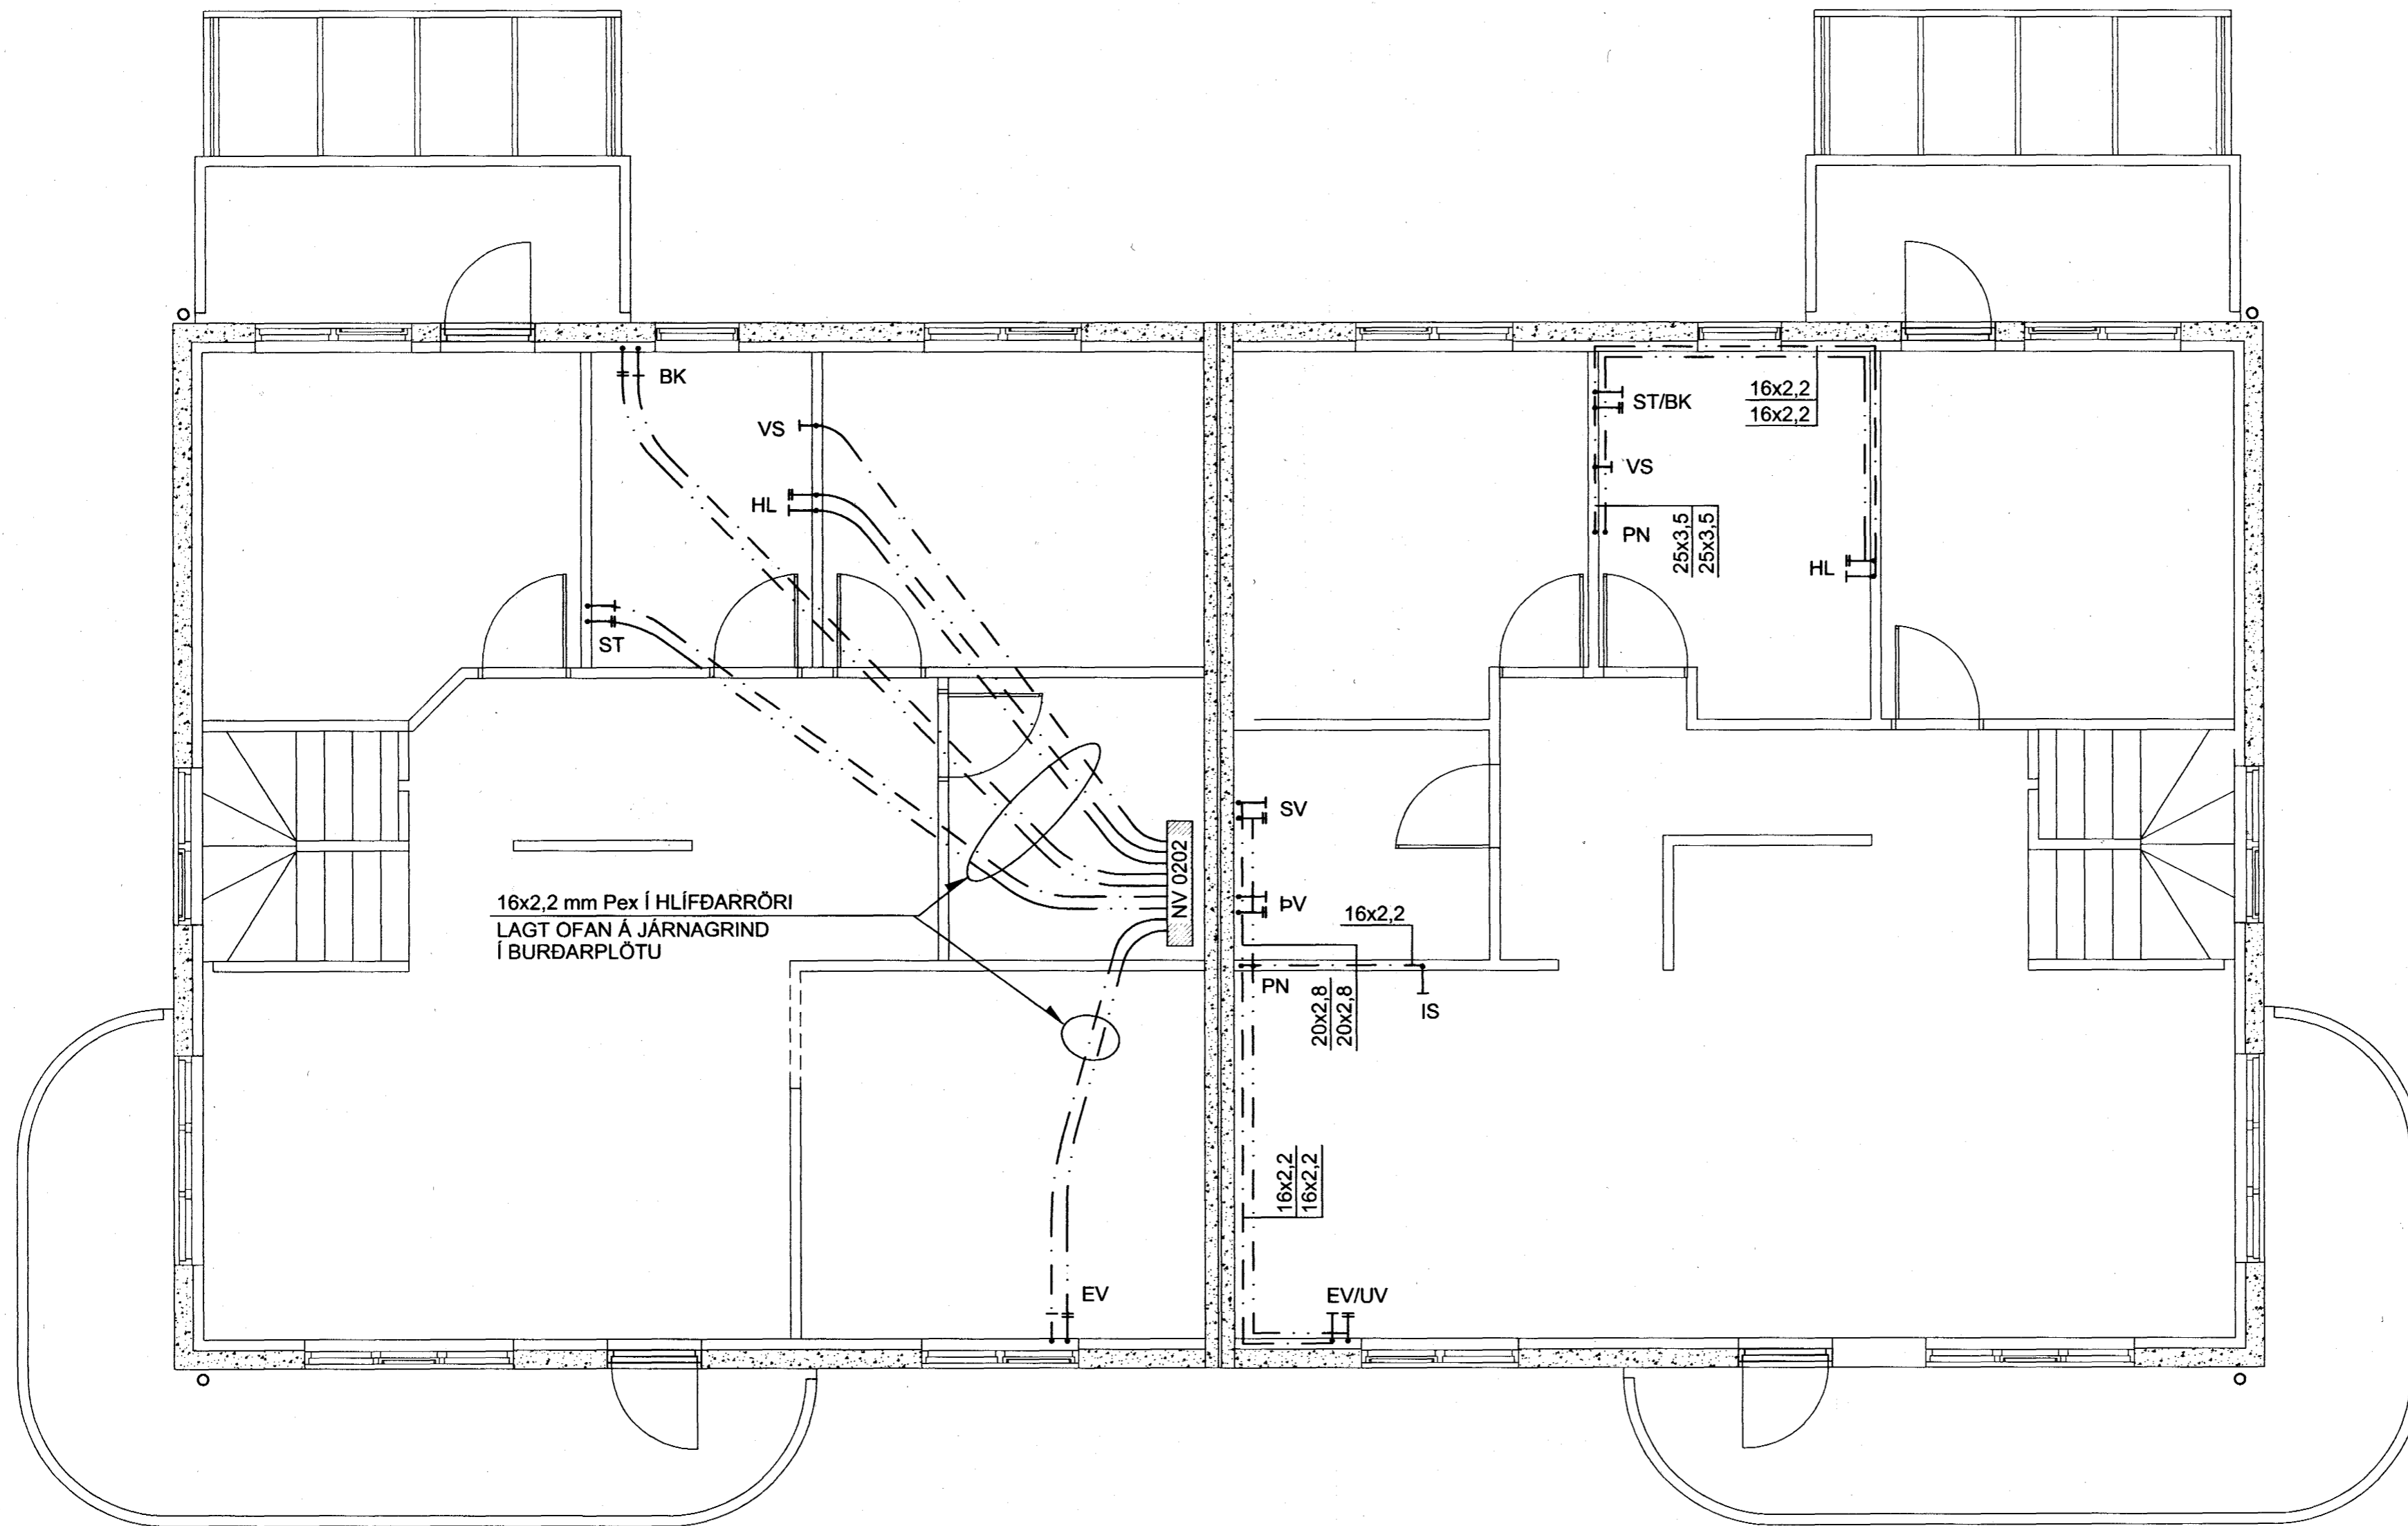 BK
VS
HL
ST
16x2,2 mm Pex Í HLÍFÐARRÖRI
LAGT OFAN Á JÁRNAGRIND
Í BURÐARPLÖTU
NV 0202
EV
ST/BK
16x2,2
16x2,2
VS
PN
25x3,5
25x3,5
HL
SV
ÞV
16x2,2
PN
20x2,8
20x2,8
IS
16x2,2
16x2,2
EV/UV